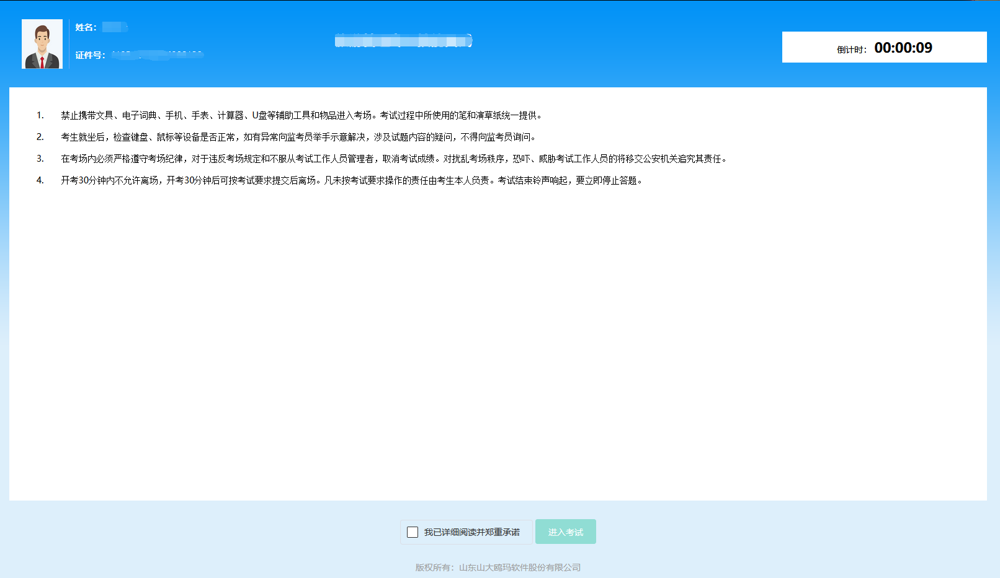 姓名：
证件号：
倒计时： 00:00:09
1. 禁止携带文具、电子词典、手机、手表、计算器、U盘等辅助工具和物品进入考场。考试过程中所使用的笔和演草纸统一提供。
2. 考生就坐后，检查键盘、鼠标等设备是否正常，如有异常向监考员举手示意解决，涉及试题内容的疑问，不得向监考员询问。
3. 在考场内必须严格遵守考场纪律，对于违反考场规定和不服从考试工作人员管理者，取消考试成绩。对扰乱考场秩序，恐吓、威胁考试工作人员的将移交公安机关追究其责任。
4. 开考30分钟内不允许离场，开考30分钟后可按考试要求提交后离场。凡未按考试要求操作的责任由考生本人负责。考试结束铃声响起，要立即停止答题。
我已详细阅读并郑重承诺
进入考试
版权所有：山东山大鸥玛软件股份有限公司